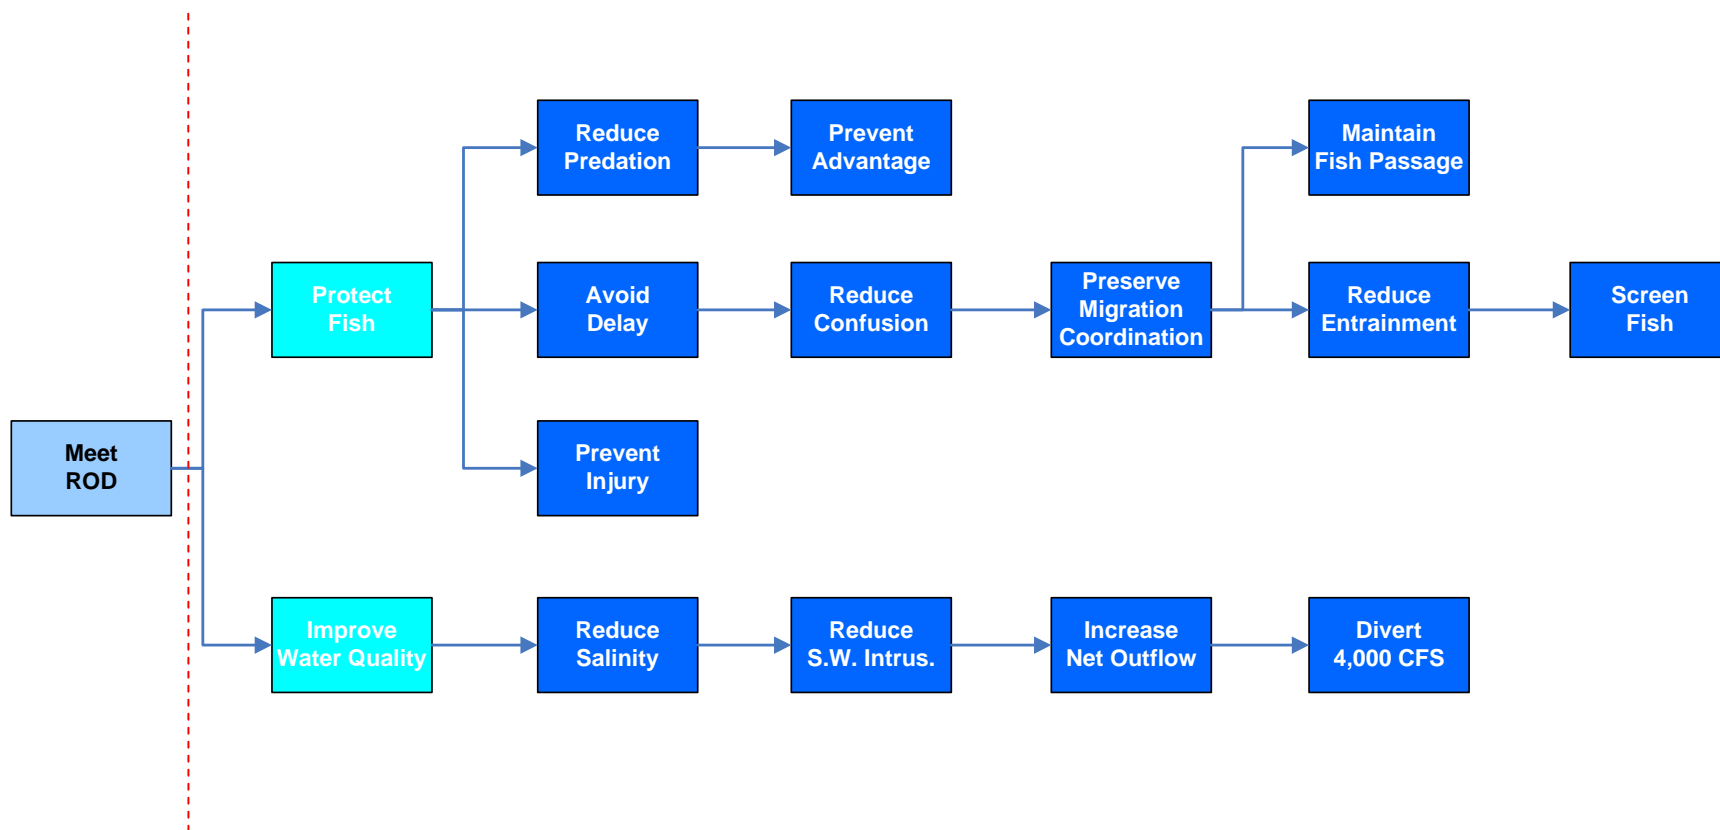 Reduce
Predation
Prevent
Advantage
Maintain
Fish Passage
Protect
Fish
Avoid
Delay
Reduce
Confusion
Preserve
Migration
Coordination
Reduce
Entrainment
Screen
Fish
Meet
ROD
Prevent
Injury
Improve
Water Quality
Reduce
Salinity
Reduce
S.W. Intrus.
Increase
Net Outflow
Divert
4,000 CFS